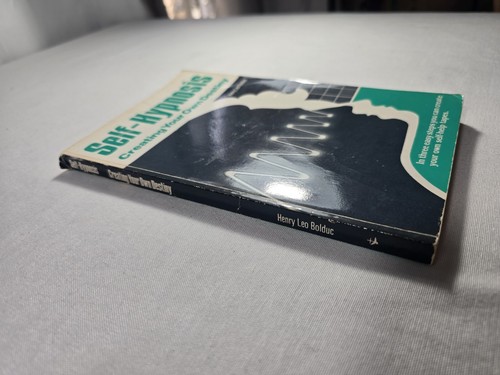 Self-Hypnosis
Creating Your Own Destiny
In three easy steps you can create
your own self help tapes.
Self-Hypnosis
Creating Your Own Destiny
Henry Leo Bolduc